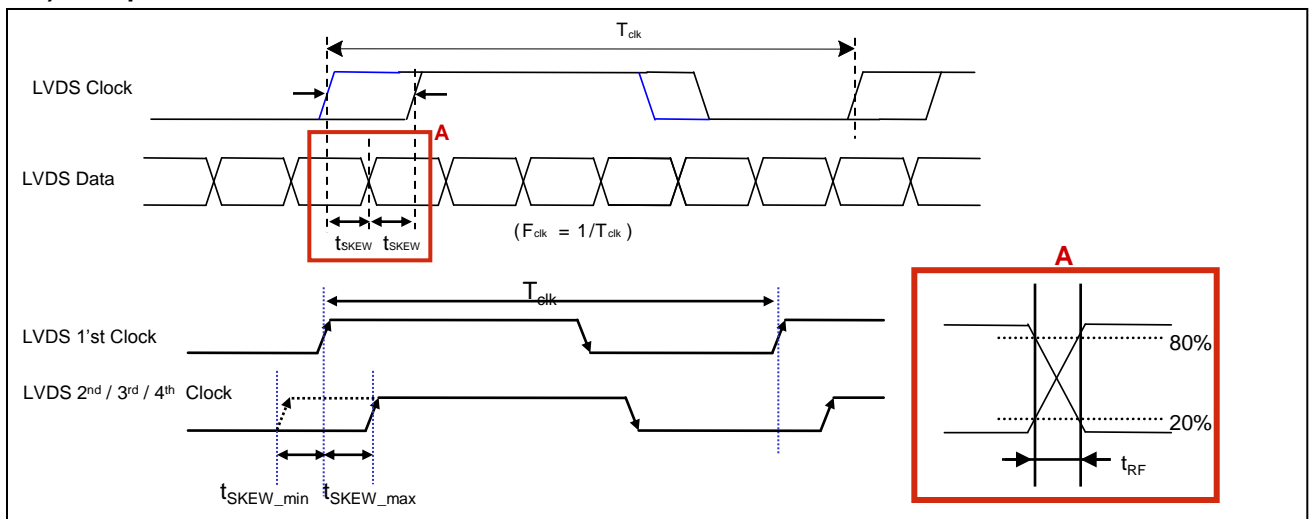 Tclk
LVDS Clock
A
LVDS Data
tSKEW tSKEW
(Fclk = 1/Tclk)
A
Tclk
LVDS 1'st Clock
80%
LVDS 2nd / 3rd / 4th Clock
20%
tRF
tSKEW_min tSKEW_max